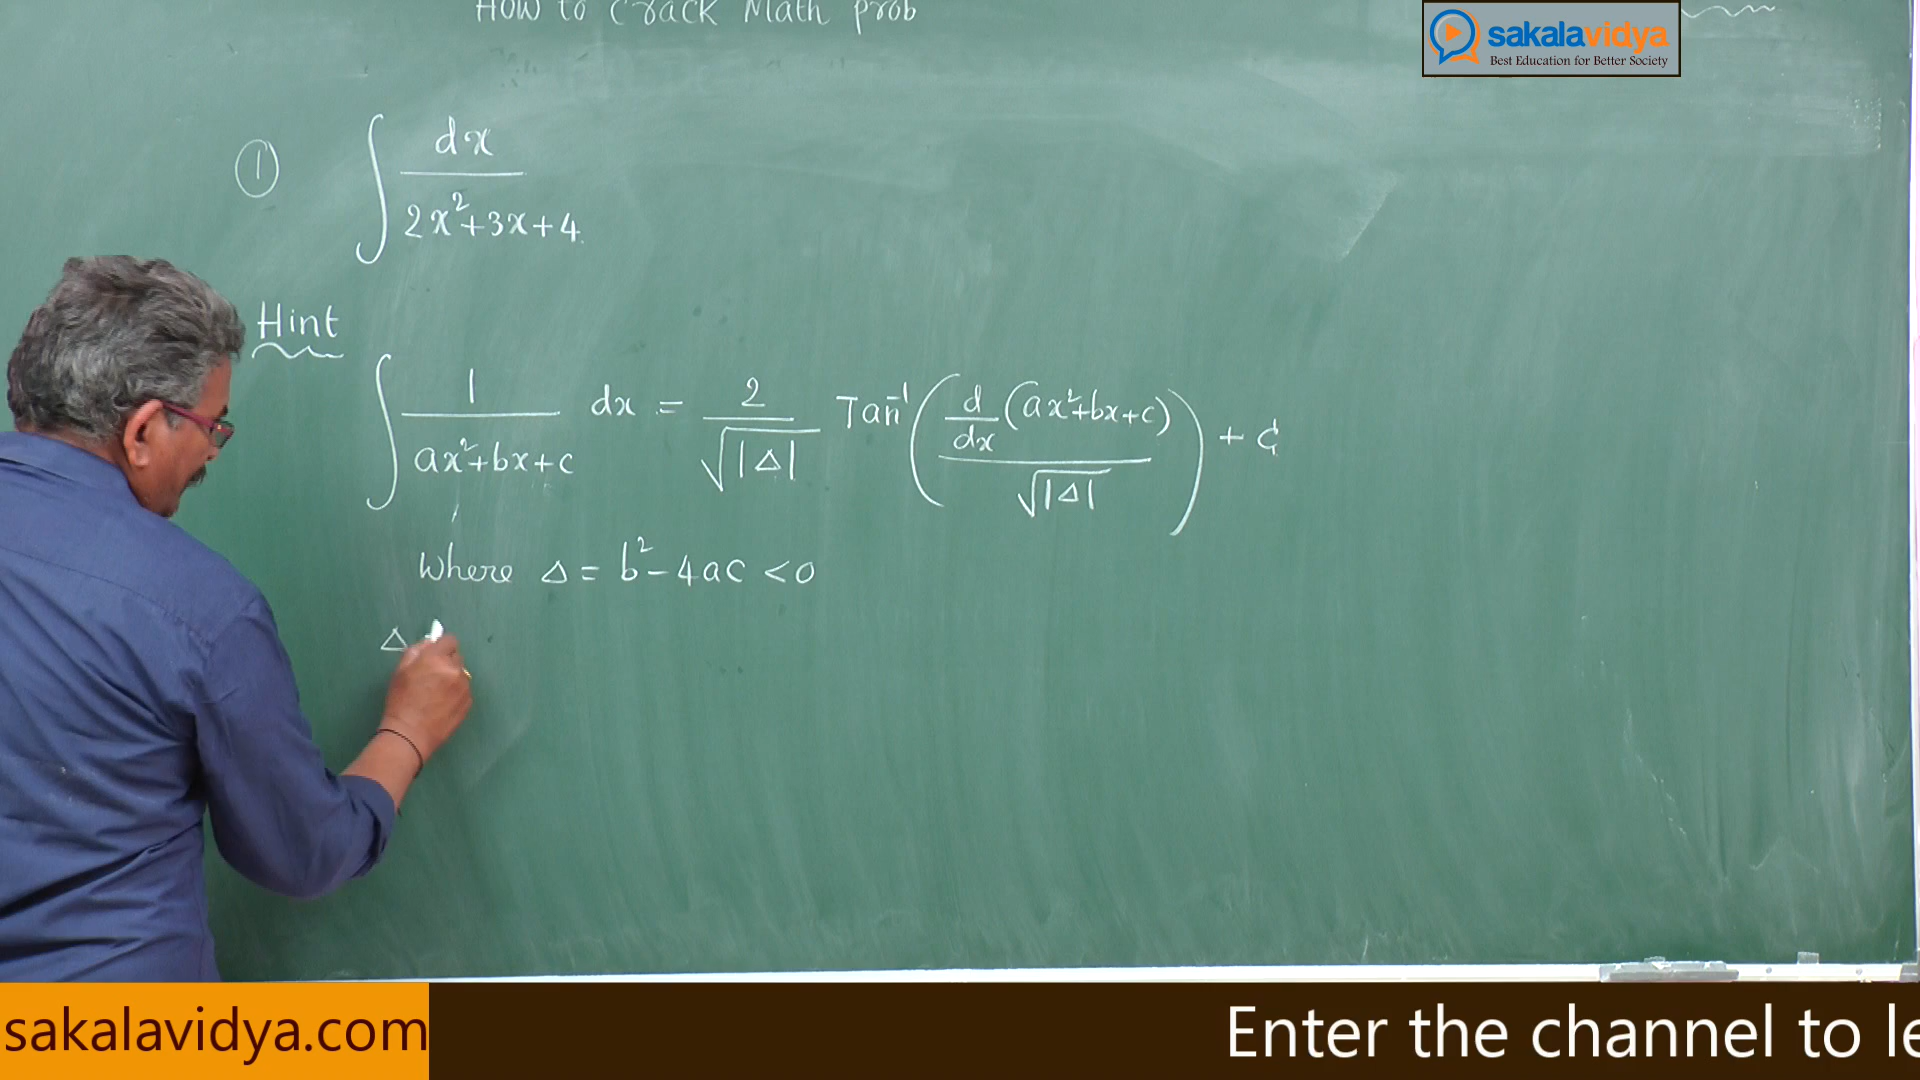 How to crack Math prob
sakalavidya
Best Education for Better Society
① ∫ dx / (2x²+3x+4)
Hint
∫ 1 / (ax²+bx+c) dx = 2 / √|Δ| Tan⁻¹ ( d/dx (ax²+bx+c) / √|Δ| ) + C
Where Δ = b² - 4ac < 0
Δ
sakalavidya.com
Enter the channel to le